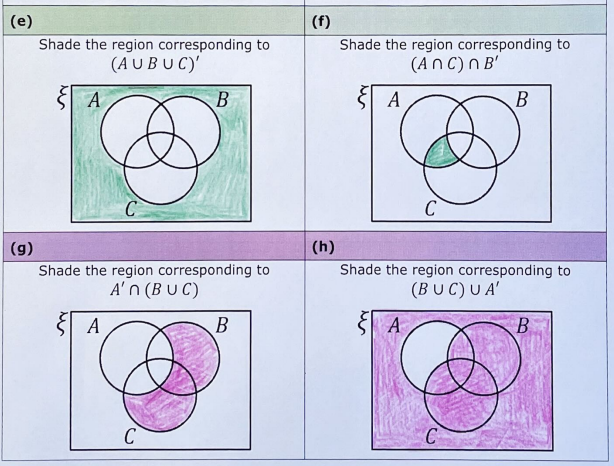 (e)
Shade the region corresponding to
(A ∪ B ∪ C)′
ξ
A
B
C
(f)
Shade the region corresponding to
(A ∩ C) ∩ B′
ξ
A
B
C
(g)
Shade the region corresponding to
A′ ∩ (B ∪ C)
ξ
A
B
C
(h)
Shade the region corresponding to
(B ∪ C) ∪ A′
ξ
A
B
C